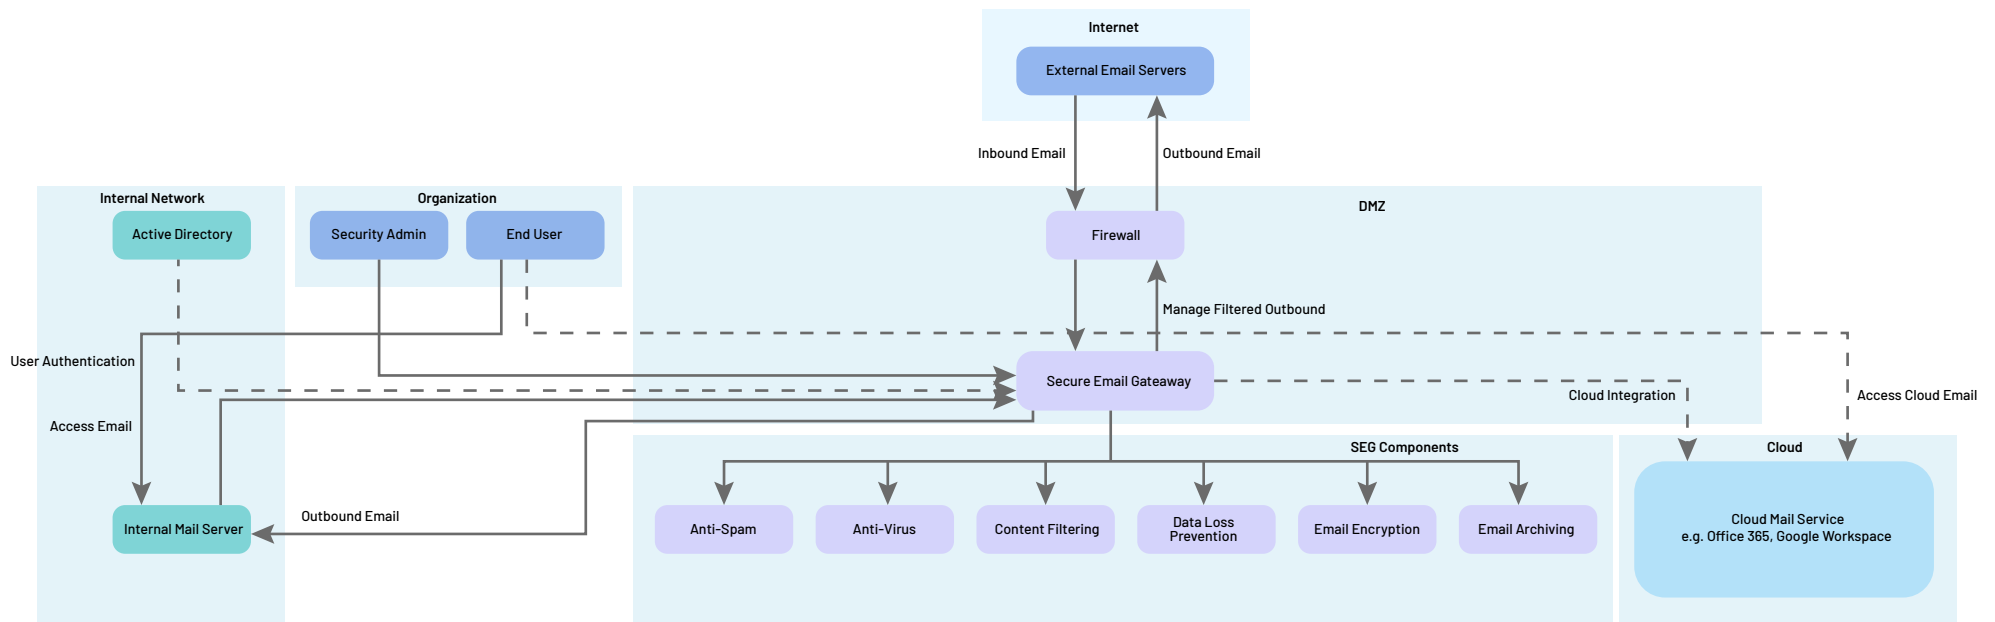 Internet
External Email Servers
Inbound Email
Outbound Email
Internal Network
Organization
DMZ
Active Directory
Security Admin
End User
Firewall
Manage Filtered Outbound
User Authentication
Secure Email Gateaway
Cloud Integration
Access Cloud Email
Access Email
SEG Components
Cloud
Outbound Email
Internal Mail Server
Anti-Spam
Anti-Virus
Content Filtering
Data Loss
Prevention
Email Encryption
Email Archiving
Cloud Mail Service
e.g. Office 365, Google Workspace